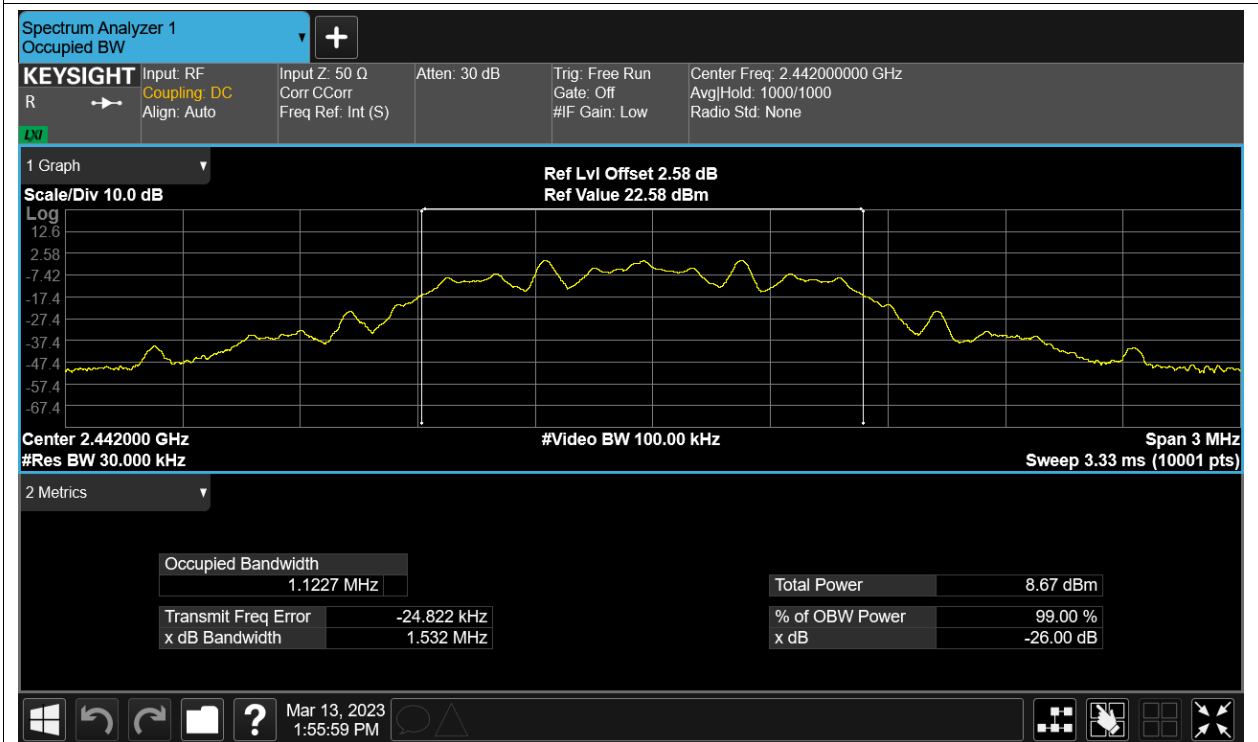 Spectrum Analyzer 1
Occupied BW
KEYSIGHT
R
LXI
Input: RF
Coupling: DC
Align: Auto
Input Z: 50 Ω
Corr CCorr
Freq Ref: Int (S)
Atten: 30 dB
Trig: Free Run
Gate: Off
#IF Gain: Low
Center Freq: 2.442000000 GHz
Avg|Hold: 1000/1000
Radio Std: None
1 Graph
Scale/Div 10.0 dB
Ref Lvl Offset 2.58 dB
Ref Value 22.58 dBm
Log
12.6
2.58
-7.42
-17.4
-27.4
-37.4
-47.4
-57.4
-67.4
Center 2.442000 GHz
#Res BW 30.000 kHz
#Video BW 100.00 kHz
Span 3 MHz
Sweep 3.33 ms (10001 pts)
2 Metrics
Occupied Bandwidth
1.1227 MHz
Transmit Freq Error -24.822 kHz
x dB Bandwidth 1.532 MHz
Total Power 8.67 dBm
% of OBW Power 99.00 %
x dB -26.00 dB
?
Mar 13, 2023
1:55:59 PM